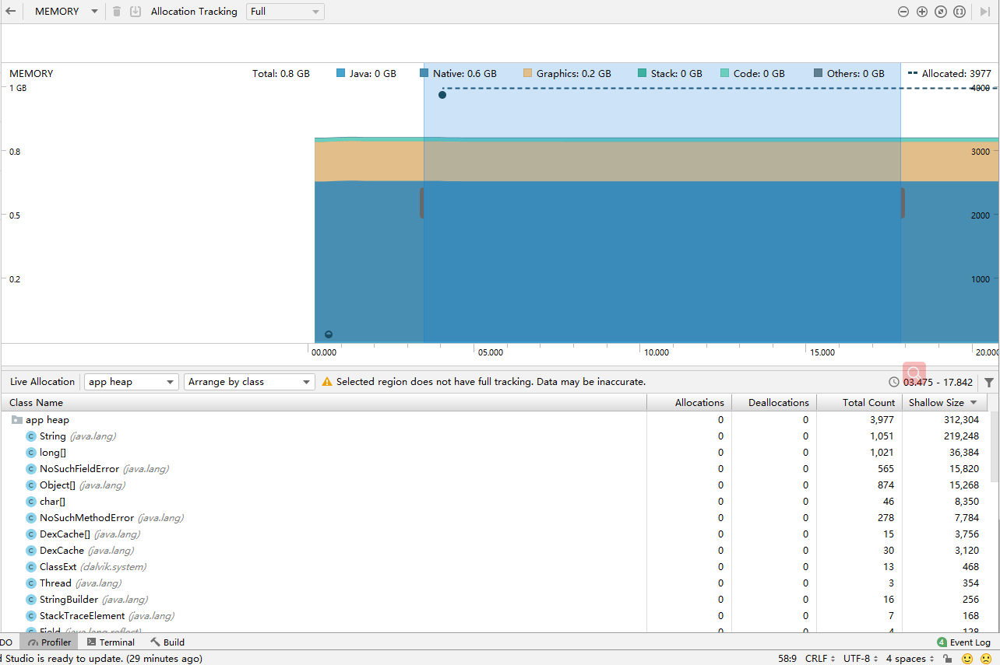 MEMORY Allocation Tracking Full
MEMORY Total: 0.8 GB Java: 0 GB Native: 0.6 GB Graphics: 0.2 GB Stack: 0 GB Code: 0 GB Others: 0 GB Allocated: 3977
1 GB 4000
0.8 3000
0.5 2000
0.2 1000
00.000 05.000 10.000 15.000 20.000
Live Allocation app heap Arrange by class Selected region does not have full tracking. Data may be inaccurate. 03.475 - 17.842
Class Name Allocations Deallocations Total Count Shallow Size
app heap 0 0 3,977 312,304
String (java.lang) 0 0 1,051 219,248
long[] 0 0 1,021 36,384
NoSuchFieldError (java.lang) 0 0 565 15,820
Object[] (java.lang) 0 0 874 15,268
char[] 0 0 46 8,350
NoSuchMethodError (java.lang) 0 0 278 7,784
DexCache[] (java.lang) 0 0 15 3,756
DexCache (java.lang) 0 0 30 3,120
ClassExt (dalvik.system) 0 0 13 468
Thread (java.lang) 0 0 3 354
StringBuilder (java.lang) 0 0 16 256
StackTraceElement (java.lang) 0 0 7 168
Field (java.lang.reflect) 0 0 4 128
DO Profiler Terminal Build 4 Event Log
d Studio is ready to update. (29 minutes ago) 58:9 CRLF UTF-8 4 spaces